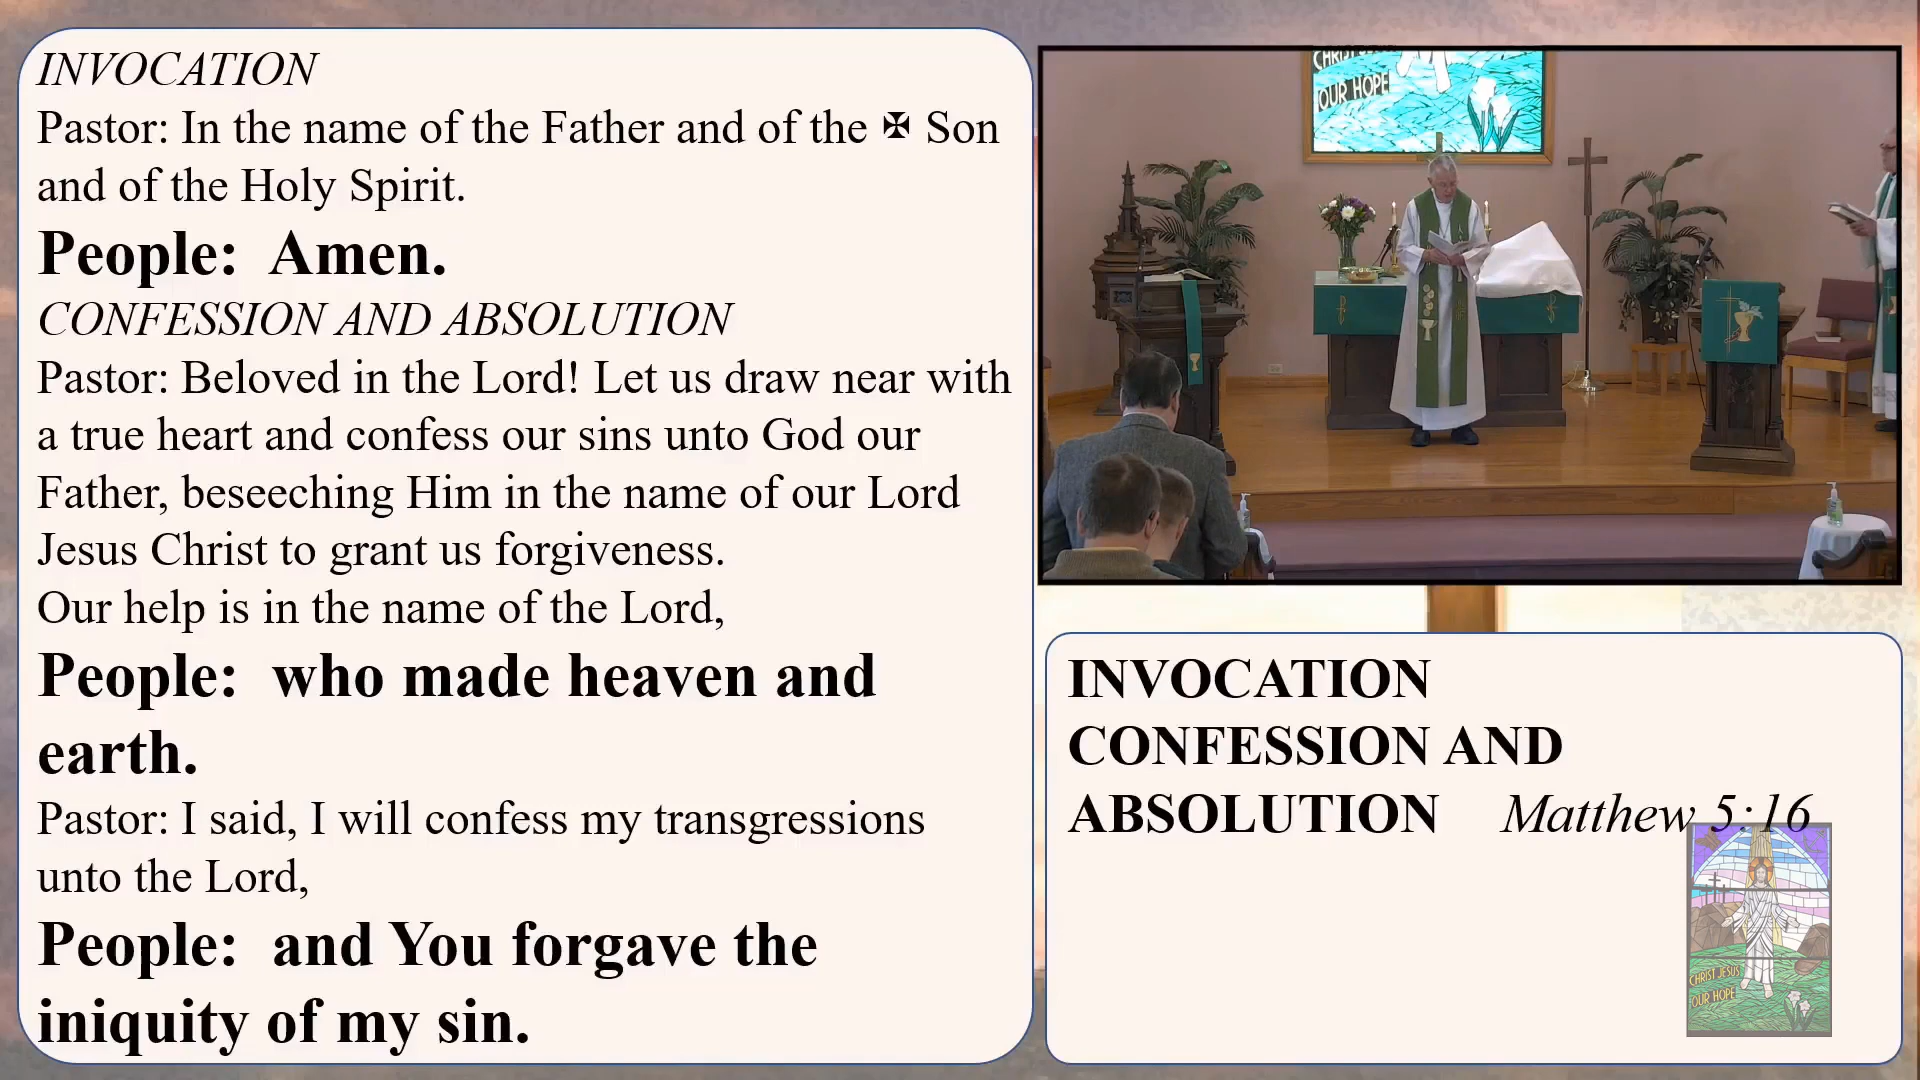 INVOCATION
Pastor: In the name of the Father and of the ✠ Son
and of the Holy Spirit.
People:  Amen.
CONFESSION AND ABSOLUTION
Pastor: Beloved in the Lord! Let us draw near with
a true heart and confess our sins unto God our
Father, beseeching Him in the name of our Lord
Jesus Christ to grant us forgiveness.
Our help is in the name of the Lord,
People:  who made heaven and
earth.
Pastor: I said, I will confess my transgressions
unto the Lord,
People:  and You forgave the
iniquity of my sin.
CHRIST JESUS
OUR HOPE
INVOCATION
CONFESSION AND
ABSOLUTION    Matthew 5:16
CHRIST JESUS
OUR HOPE